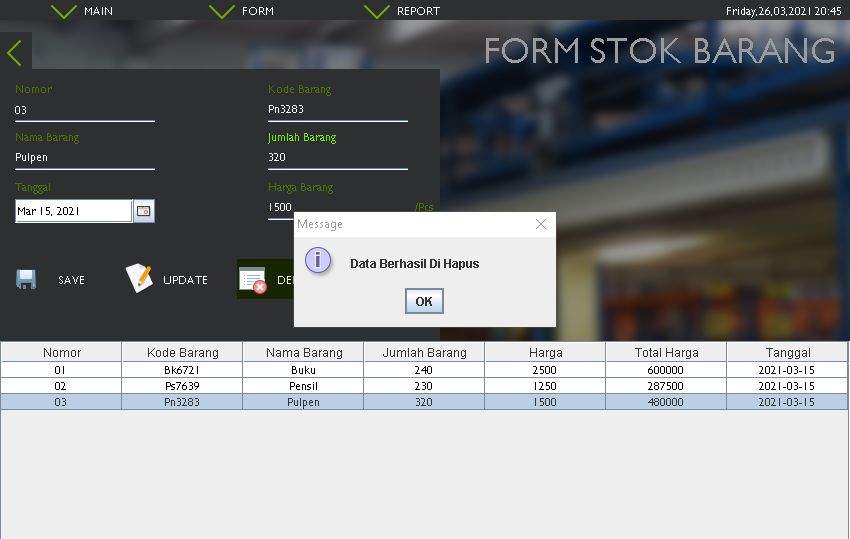 MAIN FORM REPORT Friday,26,03,2021 20:45
FORM STOK BARANG
Nomor Kode Barang
03 Pn3283
Nama Barang Jumlah Barang
Pulpen 320
Tanggal Harga Barang
Mar 15, 2021 1500 /Pcs
Message
Data Berhasil Di Hapus
SAVE UPDATE
OK
Nomor Kode Barang Nama Barang Jumlah Barang Harga Total Harga Tanggal
01 Bk6721 Buku 240 2500 600000 2021-03-15
02 Ps7639 Pensil 230 1250 287500 2021-03-15
03 Pn3283 Pulpen 320 1500 480000 2021-03-15